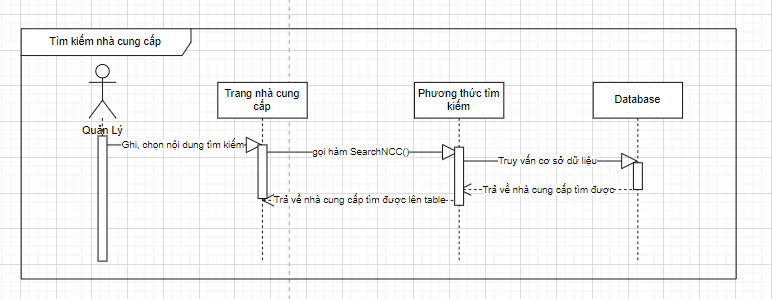 Tìm kiếm nhà cung cấp
Trang nhà cung
cấp
Phương thức tìm
kiếm
Database
Quản Lý
Ghi, chọn nội dung tìm kiếm
gọi hàm SearchNCC()
Truy vấn cơ sở dữ liệu
Trả về nhà cung cấp tìm được
Trả về nhà cung cấp tìm được lên table